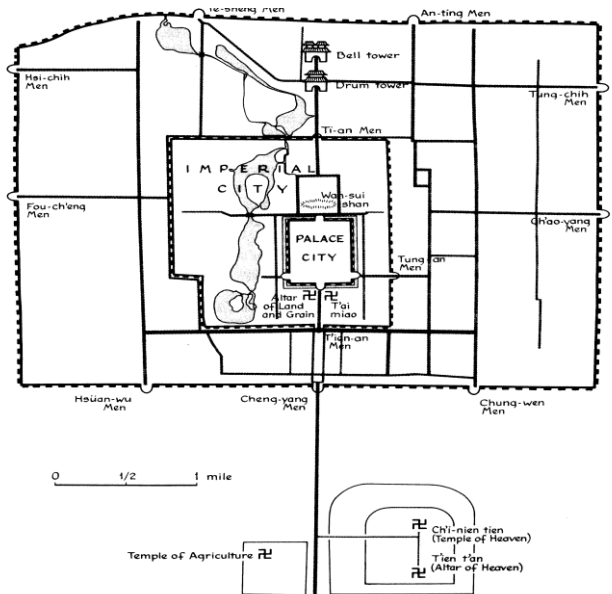 Te-sheng Men
An-ting Men
Bell tower
Hsi-chih
Men
Drum tower
Tung-chih
Men
Ti-an Men
IMPERIAL
CITY
Wan-sui
shan
Fou-ch'eng
Men
Ch'ao-yang
Men
PALACE
CITY
Tung-an
Men
Altar
of Land
and Grain
T'ai
miao
T'ien-an
Men
Hsüan-wu
Men
Cheng-yang
Men
Chung-wen
Men
0 1/2 1 mile
Ch'i-nien tien
(Temple of Heaven)
Temple of Agriculture
T'ien t'an
(Altar of Heaven)